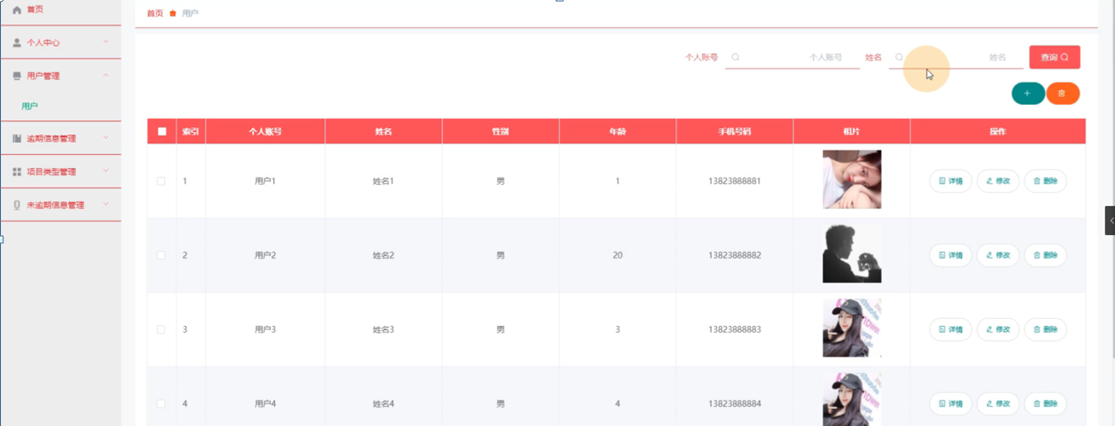 首页
个人中心
用户管理
用户
逾期信息管理
项目类型管理
未逾期信息管理
首页 用户
个人账号 个人账号 姓名 姓名 查询
索引 个人账号 姓名 性别 年龄 手机号码 相片 操作
1 用户1 姓名1 男 1 13823888881 详情 修改 删除
2 用户2 姓名2 男 20 13823888882 详情 修改 删除
3 用户3 姓名3 男 3 13823888883 详情 修改 删除
4 用户4 姓名4 男 4 13823888884 详情 修改 删除